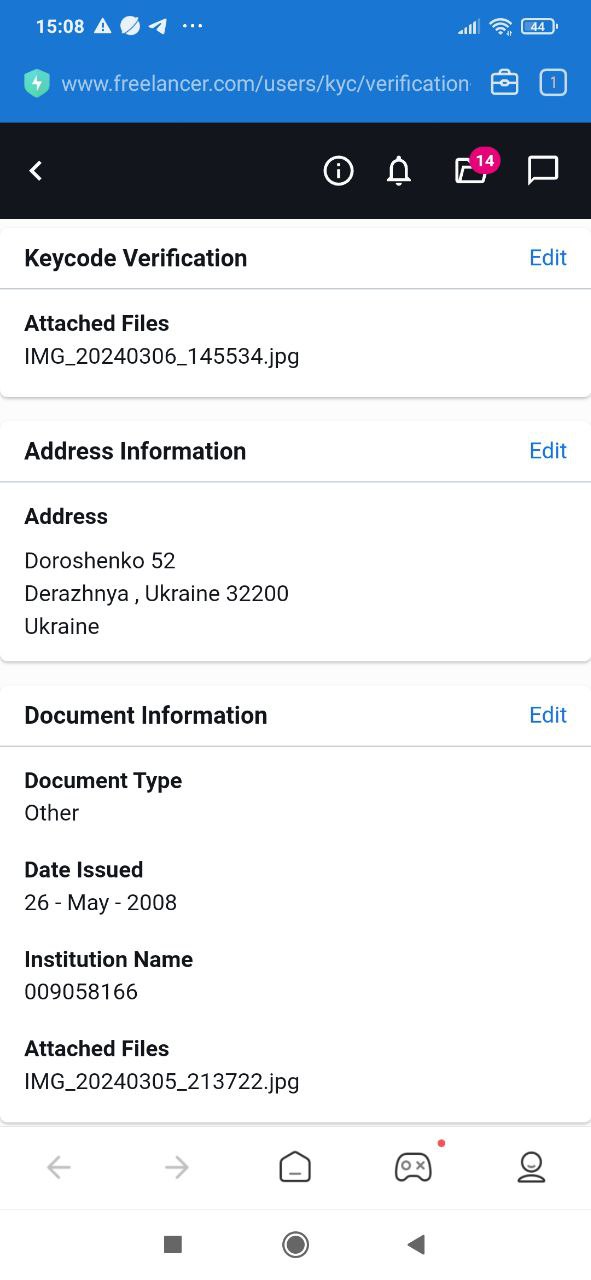 15:08
44
www.freelancer.com/users/kyc/verification
1
14
Keycode Verification
Edit
Attached Files
IMG_20240306_145534.jpg
Address Information
Edit
Address
Doroshenko 52
Derazhnya , Ukraine 32200
Ukraine
Document Information
Edit
Document Type
Other
Date Issued
26 - May - 2008
Institution Name
009058166
Attached Files
IMG_20240305_213722.jpg